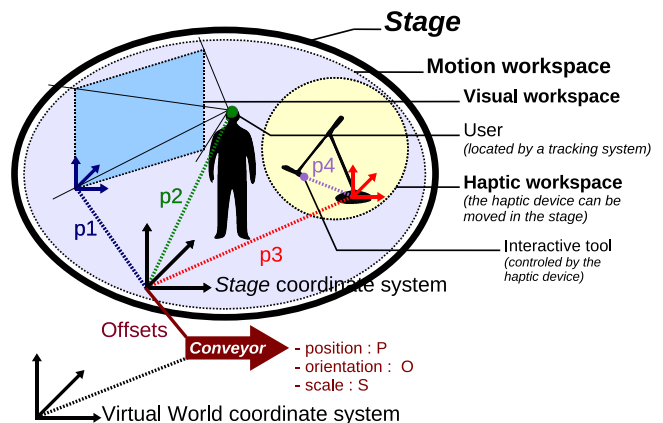 Stage
Motion workspace
Visual workspace
User
(located by a tracking system)
p4
Haptic workspace
(the haptic device can be
moved in the stage)
p2
p1
p3
Interactive tool
(controled by the
haptic device)
Stage coordinate system
Offsets
Conveyor
- position : P
- orientation : O
- scale : S
Virtual World coordinate system